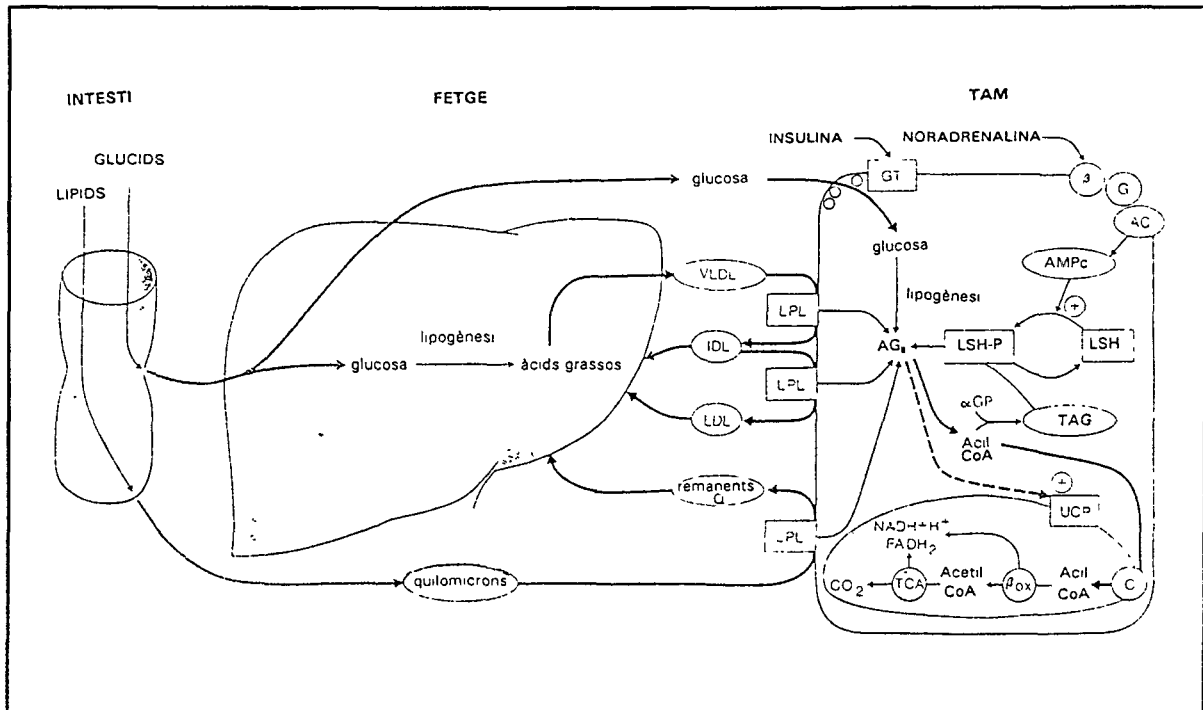 INTESTI
FETGE
TAM
GLUCIDS
LIPIDS
INSULINA
NORADRENALINA
glucosa
GT
β
G
AC
glucosa
AMPc
VLDL
lipogènesi
+
LPL
LSH-P
LSH
lipogènesi
glucosa
àcids grassos
IDL
AG
LPL
αGP
TAG
LDL
Acil
CoA
remanents
Q
+
UCP
LPL
NADH+H+
FADH2
quilomicrons
CO2
TCA
Acetil
CoA
βox
Acil
CoA
C